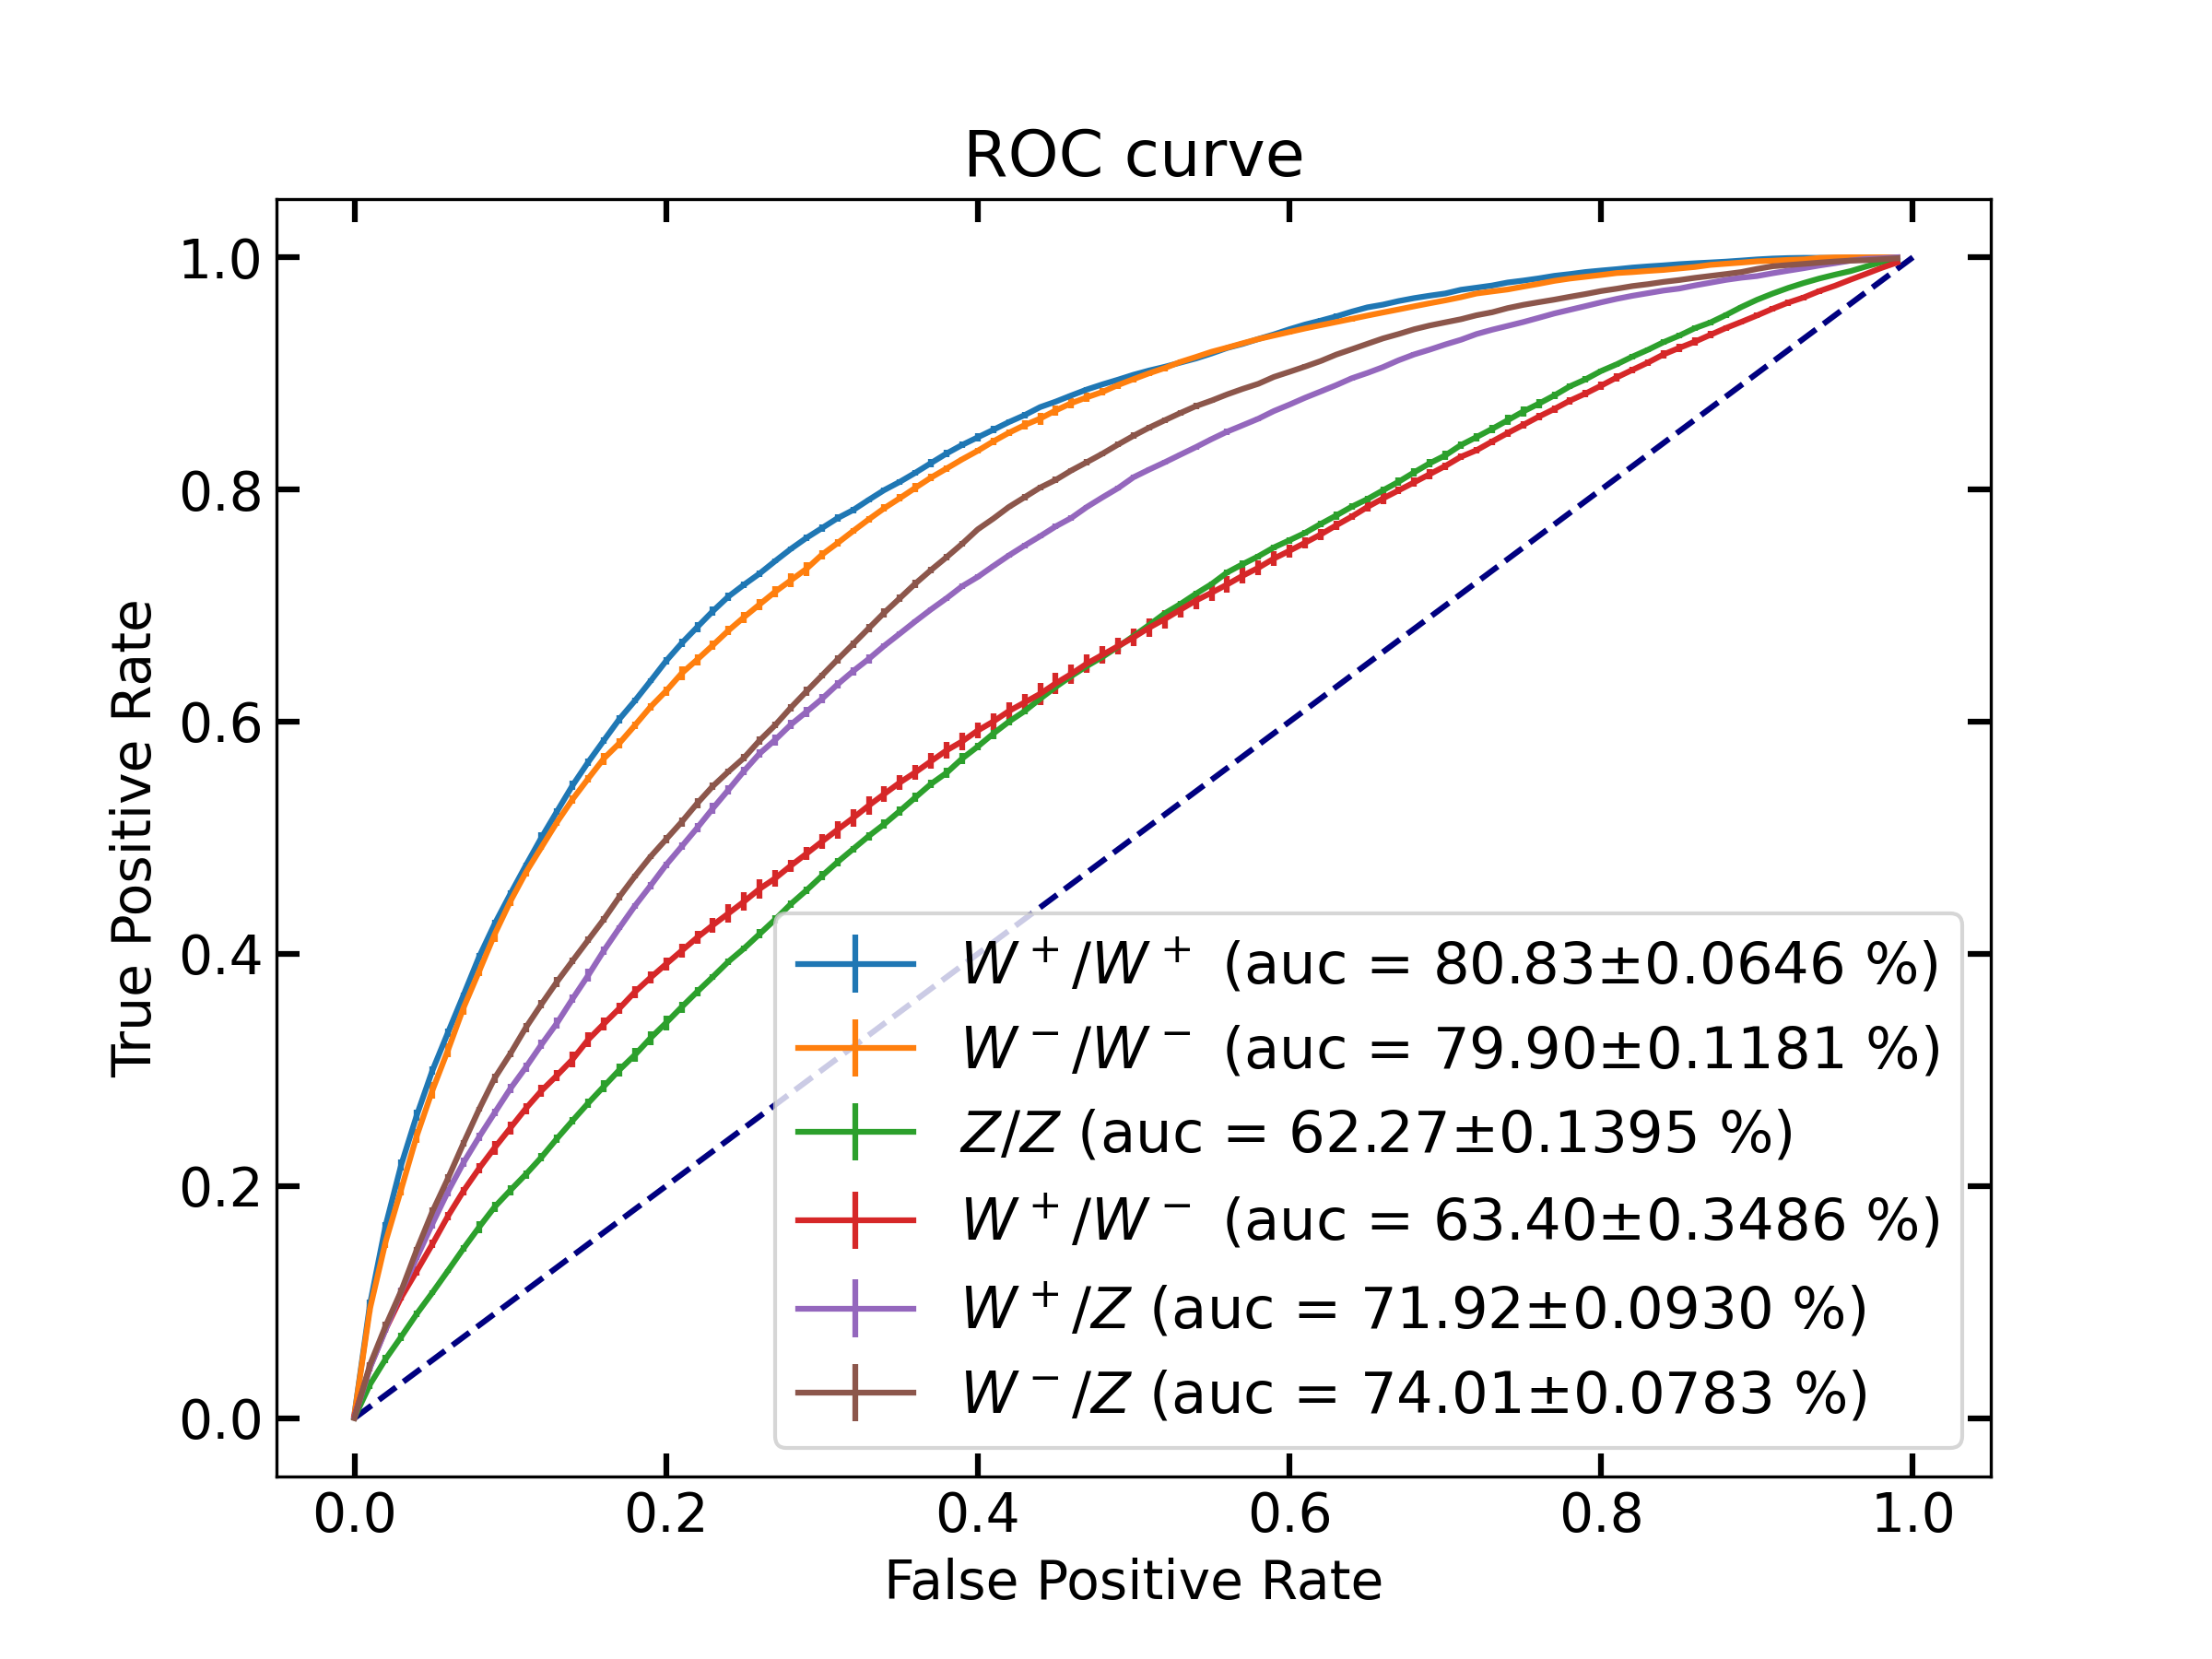 ROC curve
1.0
0.8
0.6
0.4
0.2
0.0
True Positive Rate
W⁺/W⁺ (auc = 80.83±0.0646 %)
W⁻/W⁻ (auc = 79.90±0.1181 %)
Z/Z (auc = 62.27±0.1395 %)
W⁺/W⁻ (auc = 63.40±0.3486 %)
W⁺/Z (auc = 71.92±0.0930 %)
W⁻/Z (auc = 74.01±0.0783 %)
0.0 0.2 0.4 0.6 0.8 1.0
False Positive Rate